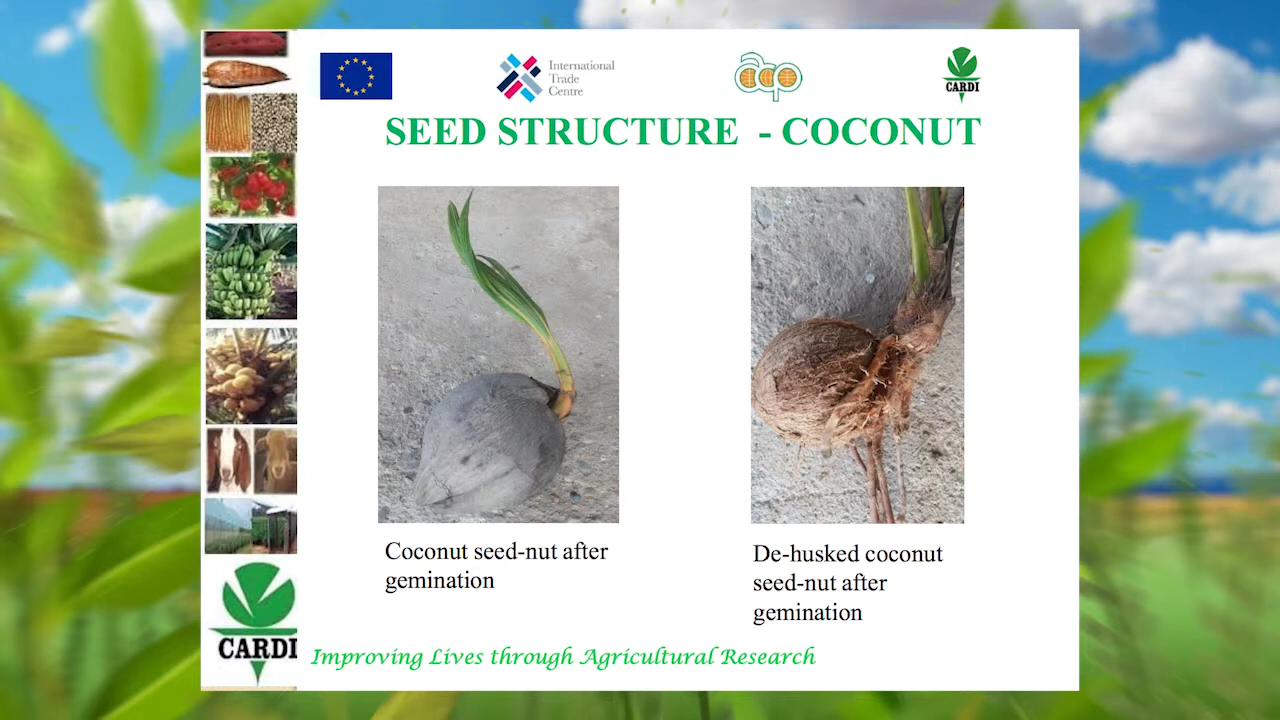 International
Trade
Centre
acp
CARDI
SEED STRUCTURE - COCONUT
Coconut seed-nut after
gemination
De-husked coconut
seed-nut after
gemination
CARDI
Improving Lives through Agricultural Research